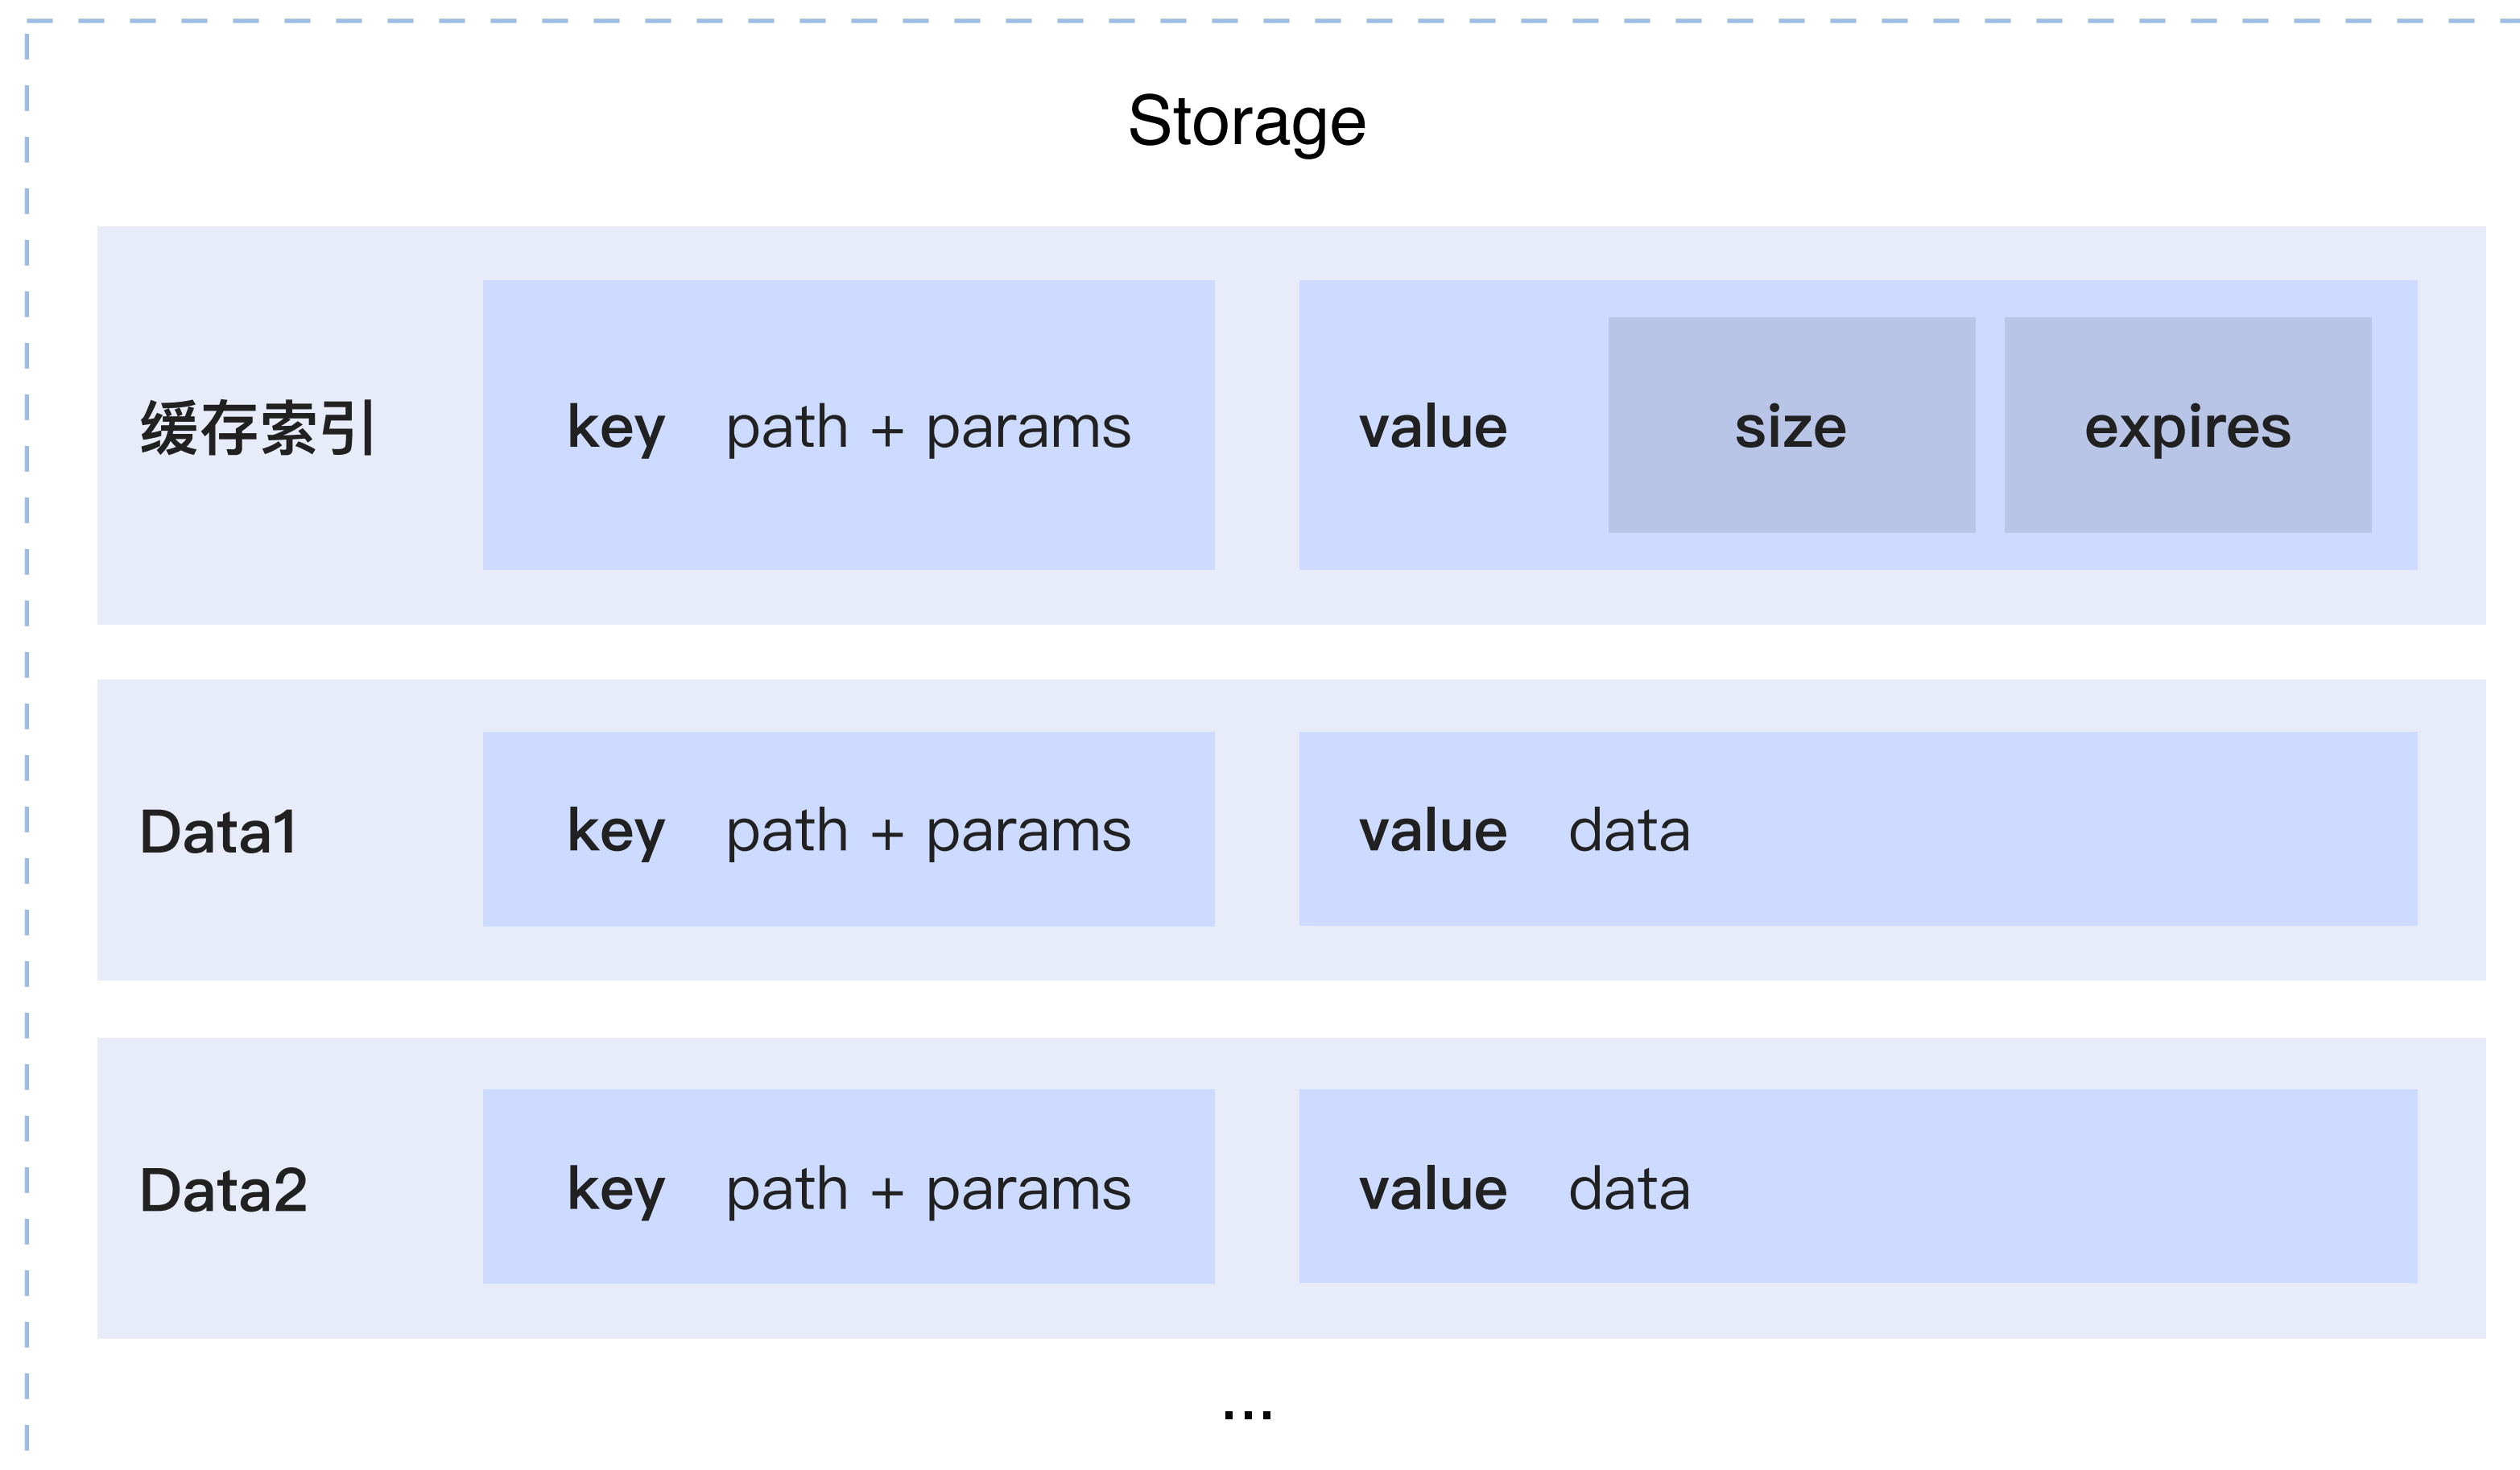 Storage
缓存索引 key path + params value size expires
Data1 key path + params value data
Data2 key path + params value data
...